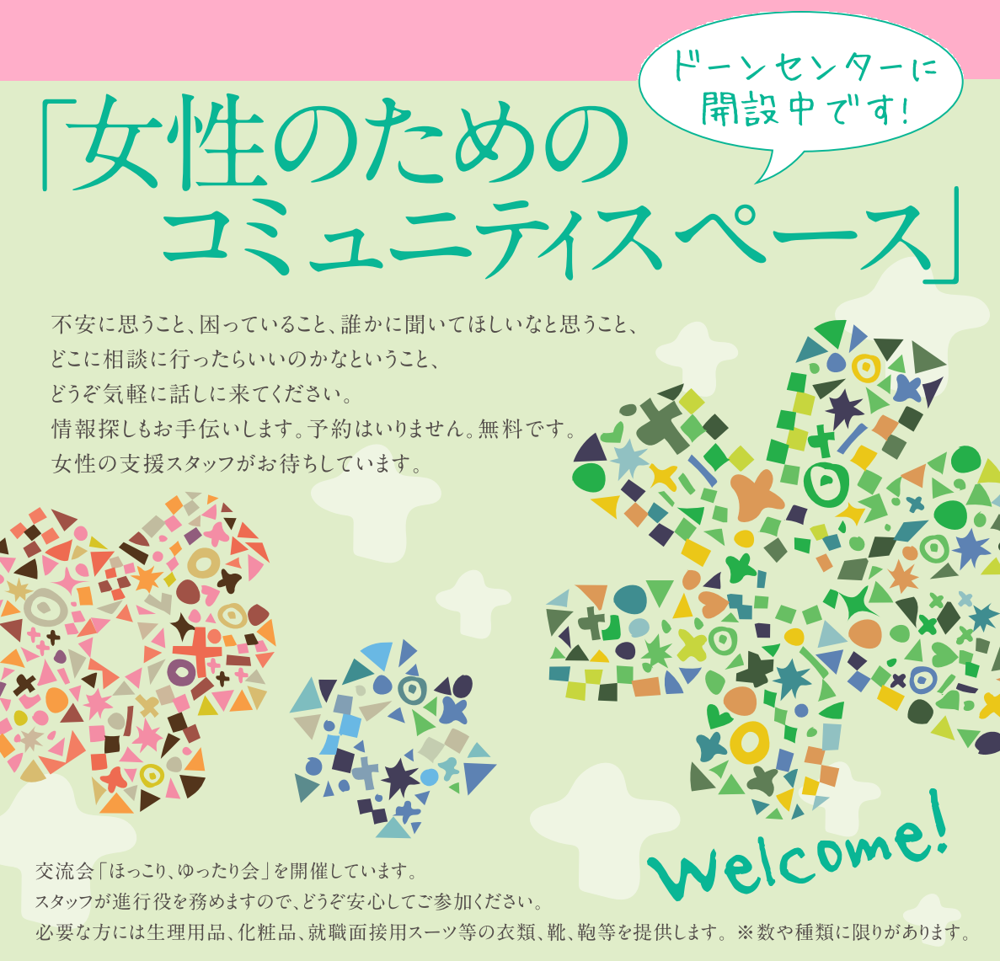 ドーンセンターに
開設中です!
「女性のための
コミュニティスペース」
不安に思うこと、困っていること、誰かに聞いてほしいなと思うこと、
どこに相談に行ったらいいのかなということ、
どうぞ気軽に話しに来てください。
情報探しもお手伝いします。予約はいりません。無料です。
女性の支援スタッフがお待ちしています。
welcome!
交流会「ほっこり、ゆったり会」を開催しています。
スタッフが進行役を務めますので、どうぞ安心してご参加ください。
必要な方には生理用品、化粧品、就職面接用スーツ等の衣類、靴、鞄等を提供します。※数や種類に限りがあります。